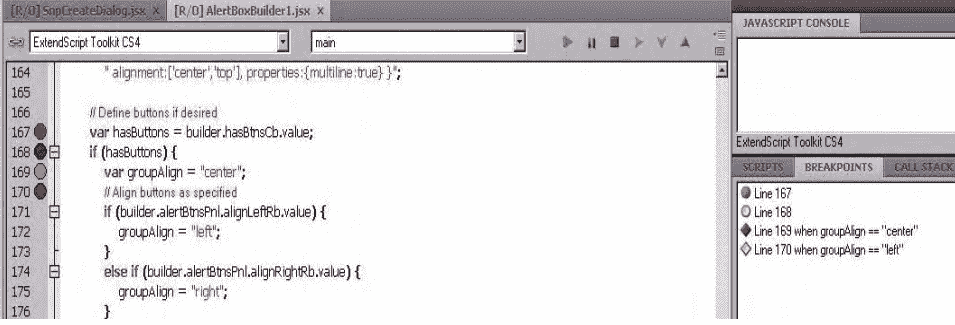 [R/O] SnpCreateDialog.jsx x [R/O] AlertBoxBuilder1.jsx x
ExtendScript Toolkit CS4 main
164 " alignment:['center','top'], properties:{multiline:true} }";
165
166 // Define buttons if desired
167 var hasButtons = builder.hasBtnsCb.value;
168 if (hasButtons) {
169 var groupAlign = "center";
170 // Align buttons as specified
171 if (builder.alertBtnsPnl.alignLeftRb.value) {
172 groupAlign = "left";
173 }
174 else if (builder.alertBtnsPnl.alignRightRb.value) {
175 groupAlign = "right";
176 }
JAVASCRIPT CONSOLE
ExtendScript Toolkit CS4
SCRIPTS BREAKPOINTS CALL STACK
Line 167
Line 168
Line 169 when groupAlign == "center"
Line 170 when groupAlign == "left"